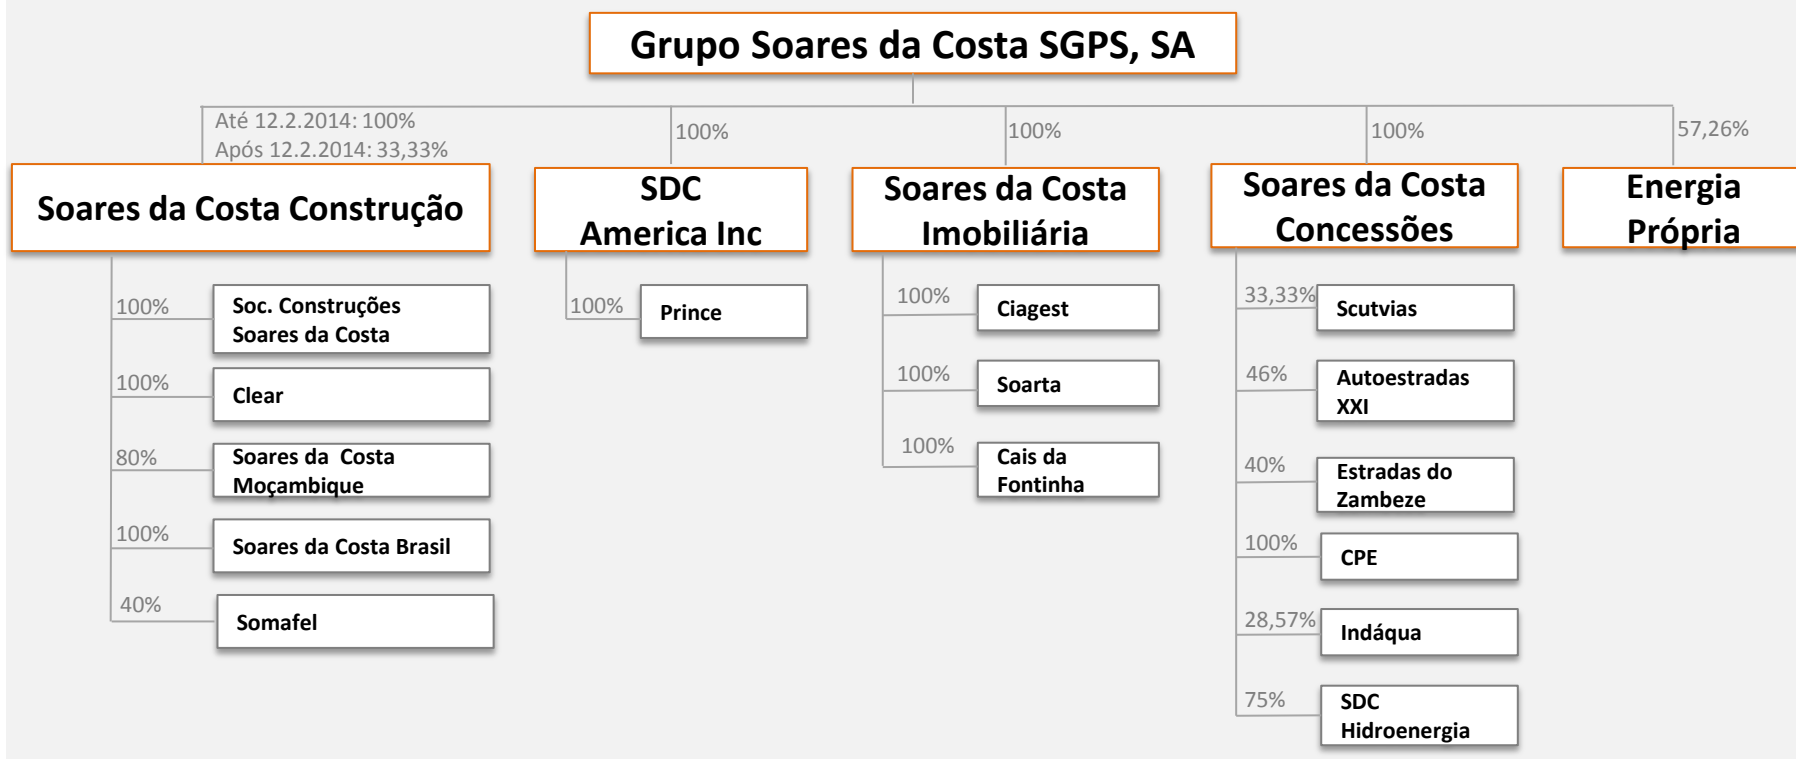 Grupo Soares da Costa SGPS, SA
Até 12.2.2014: 100%
Após 12.2.2014: 33,33%
100%
100%
100%
57,26%
Soares da Costa Construção
SDC
America Inc
Soares da Costa
Imobiliária
Soares da Costa
Concessões
Energia
Própria
100%
Soc. Construções
Soares da Costa
100%
Clear
80%
Soares da Costa
Moçambique
100%
Soares da Costa Brasil
40%
Somafel
100%
Prince
100%
Ciagest
100%
Soarta
100%
Cais da
Fontinha
33,33%
Scutvias
46%
Autoestradas
XXI
40%
Estradas do
Zambeze
100%
CPE
28,57%
Indáqua
75%
SDC
Hidroenergia